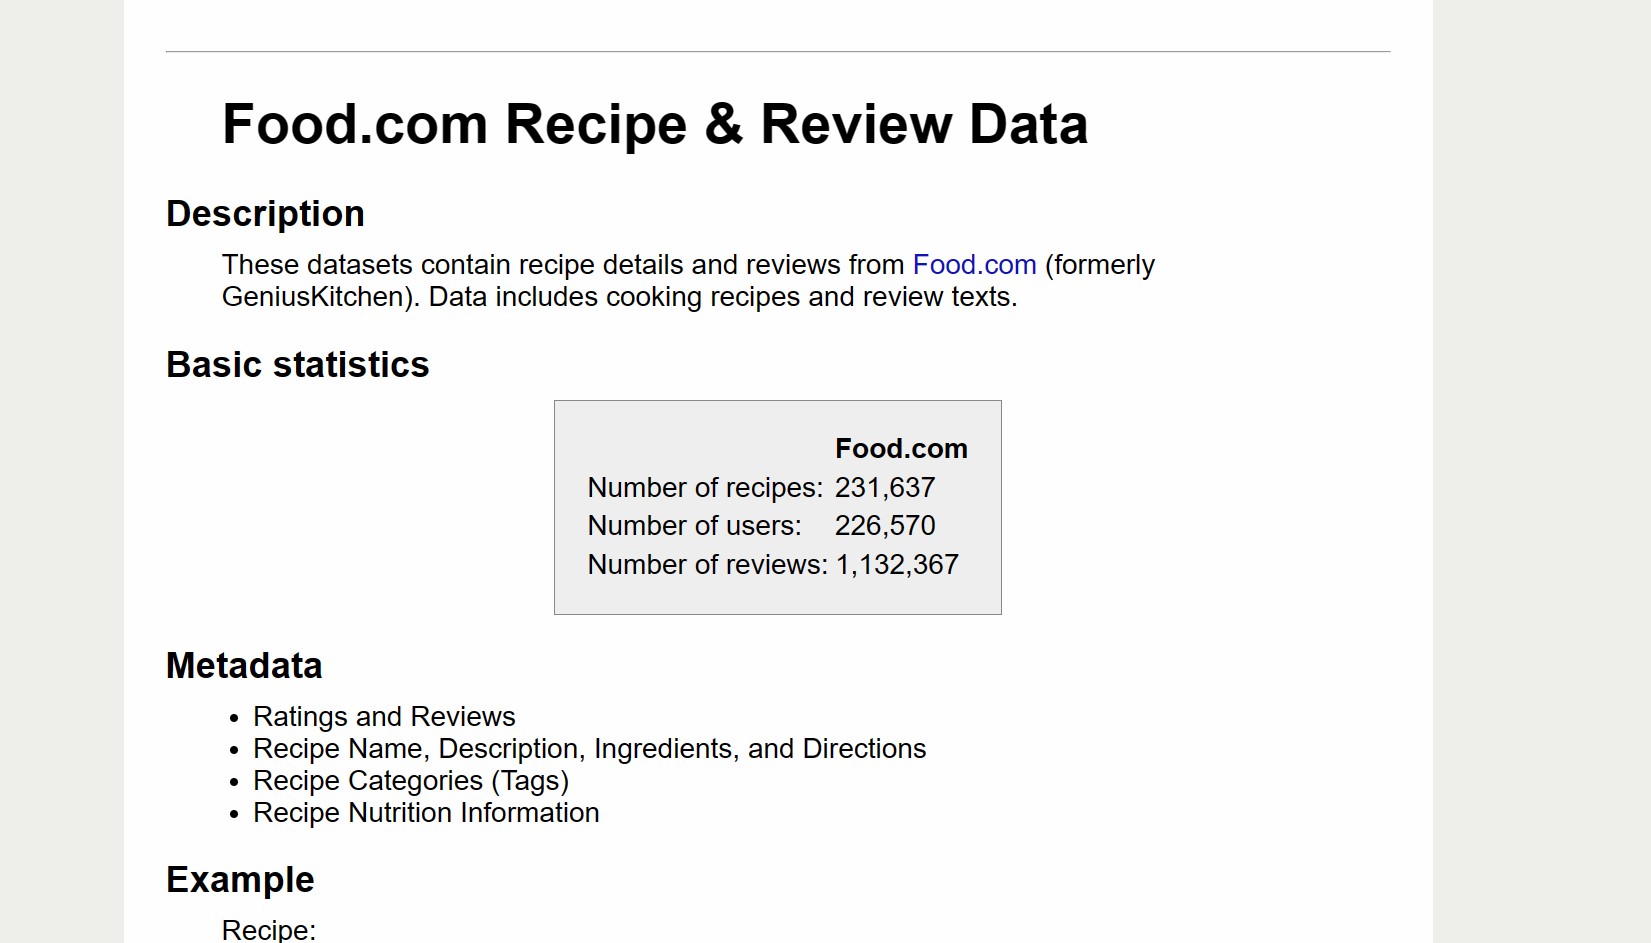 Food.com Recipe & Review Data
Description
These datasets contain recipe details and reviews from Food.com (formerly
GeniusKitchen). Data includes cooking recipes and review texts.
Basic statistics
Food.com
Number of recipes: 231,637
Number of users: 226,570
Number of reviews: 1,132,367
Metadata
• Ratings and Reviews
• Recipe Name, Description, Ingredients, and Directions
• Recipe Categories (Tags)
• Recipe Nutrition Information
Example
Recipe: